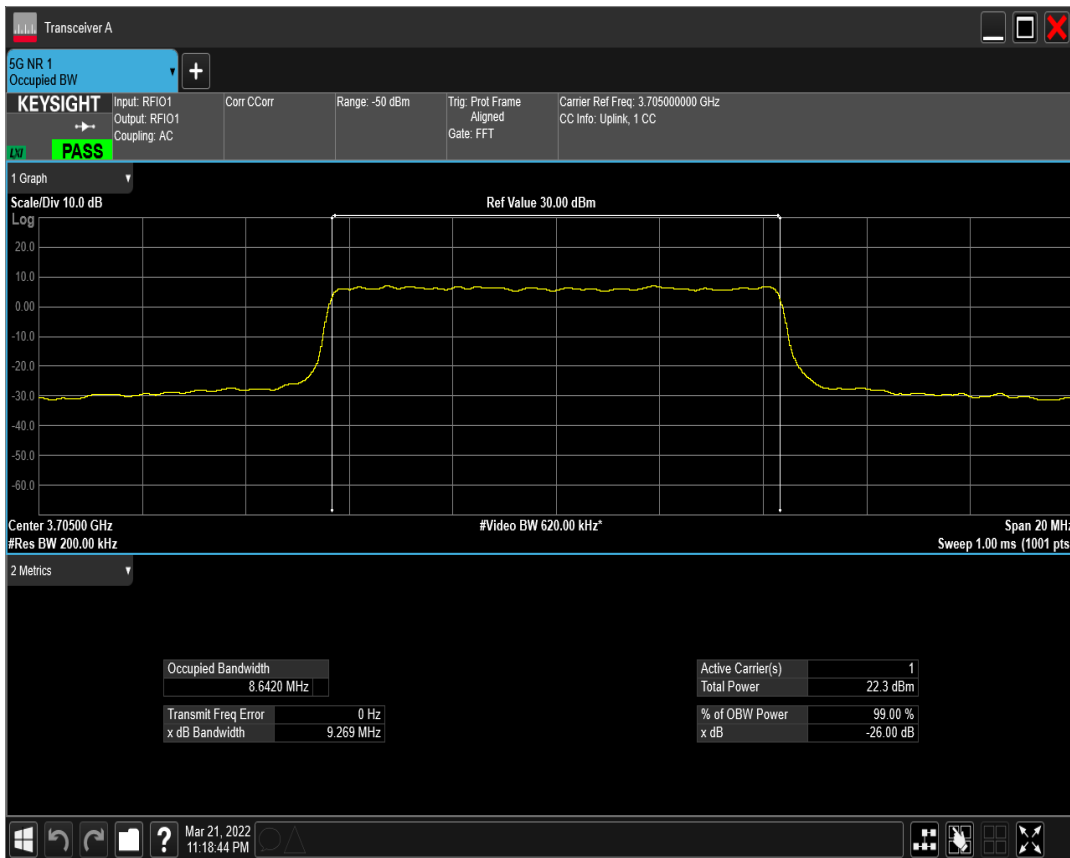 Transceiver A
5G NR 1
Occupied BW
+
KEYSIGHT
LXI
PASS
Input: RFIO1
Output: RFIO1
Coupling: AC
Corr CCorr
Range: -50 dBm
Trig: Prot Frame
Aligned
Gate: FFT
Carrier Ref Freq: 3.705000000 GHz
CC Info: Uplink, 1 CC
1 Graph
Scale/Div 10.0 dB
Ref Value 30.00 dBm
Log
20.0
10.0
0.00
-10.0
-20.0
-30.0
-40.0
-50.0
-60.0
Center 3.70500 GHz
#Video BW 620.00 kHz*
Span 20 MHz
#Res BW 200.00 kHz
Sweep 1.00 ms (1001 pts
2 Metrics
Occupied Bandwidth
8.6420 MHz
Transmit Freq Error 0 Hz
x dB Bandwidth 9.269 MHz
Active Carrier(s) 1
Total Power 22.3 dBm
% of OBW Power 99.00 %
x dB -26.00 dB
?
Mar 21, 2022
11:18:44 PM